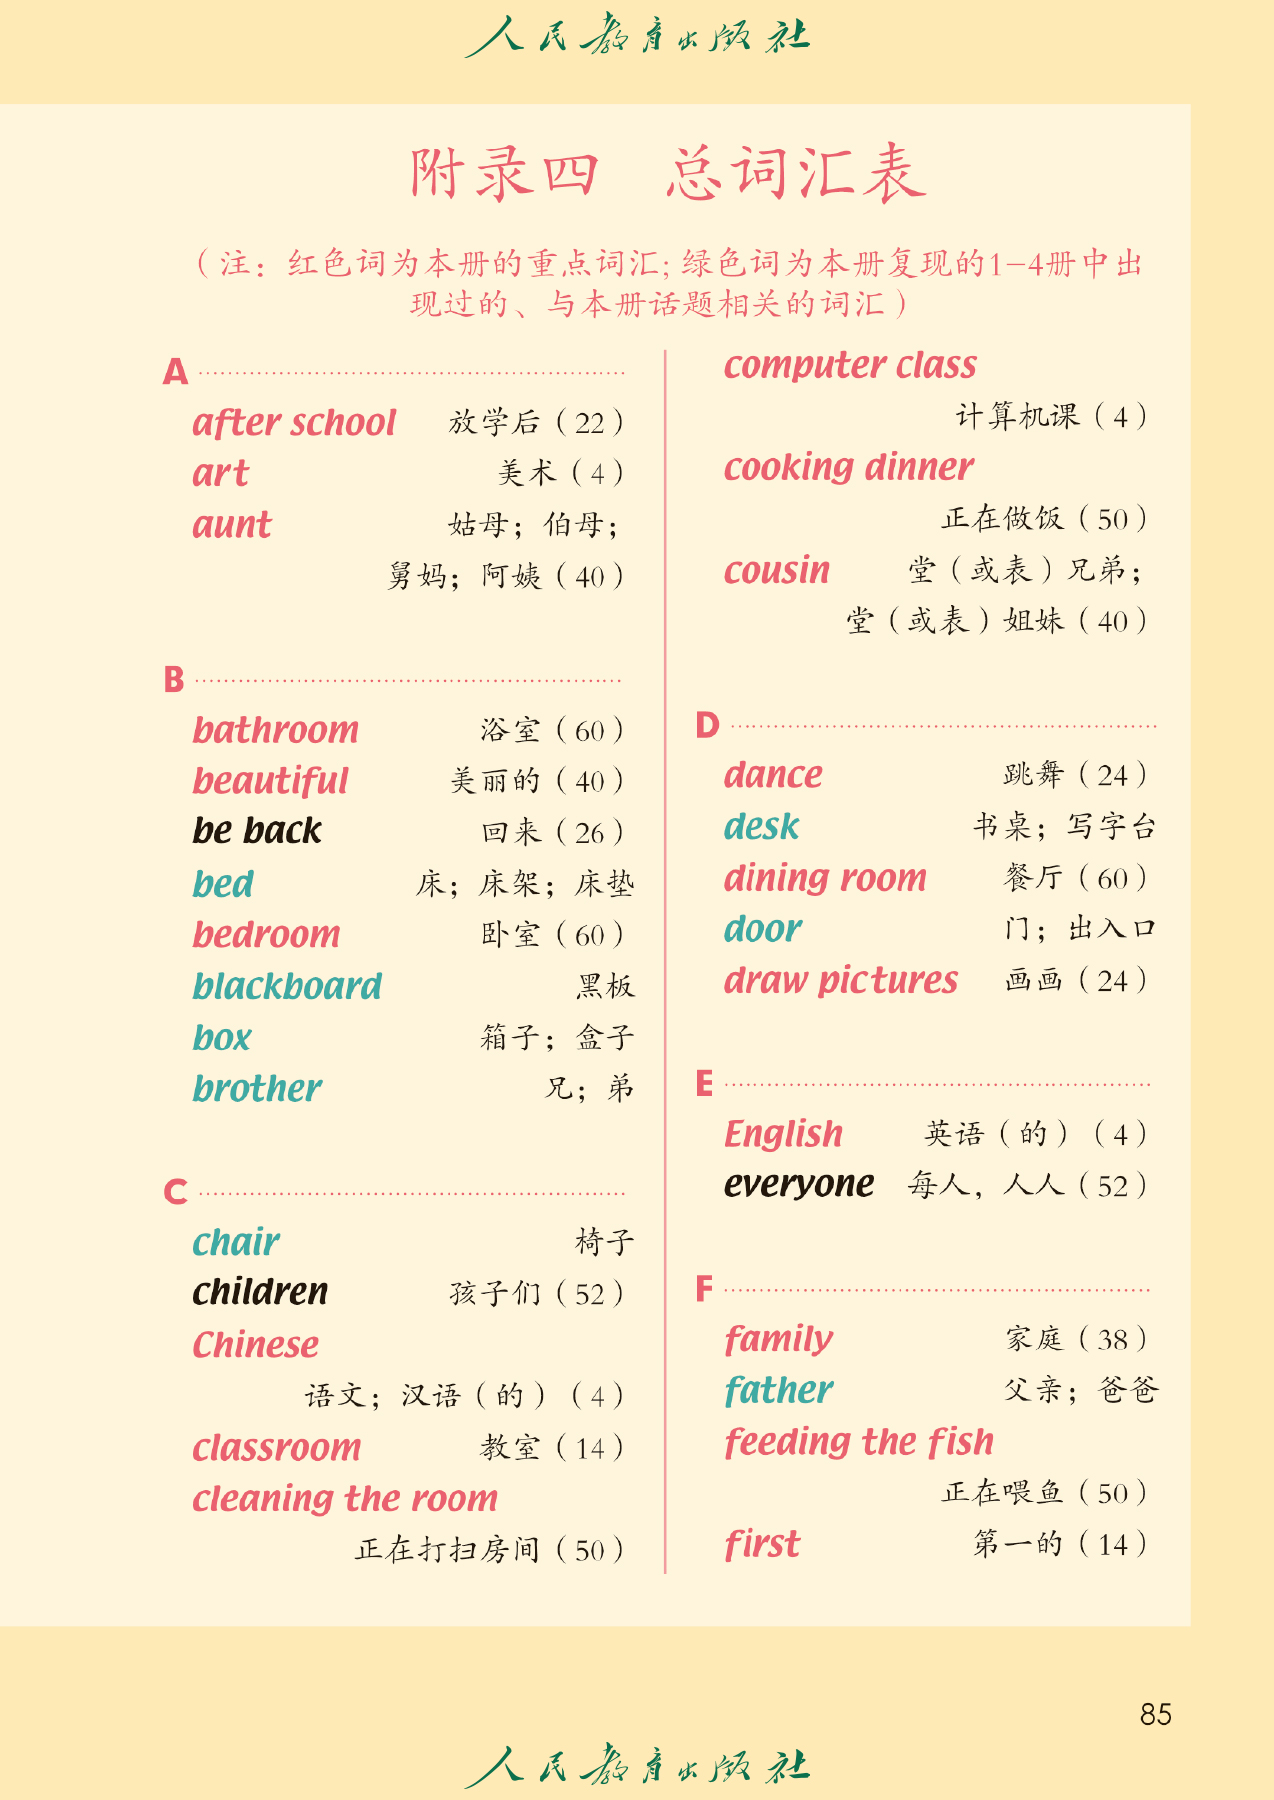 人民教育出版社
附录四 总词汇表
（注：红色词为本册的重点词汇; 绿色词为本册复现的1-4册中出
现过的、与本册话题相关的词汇）
A
after school 放学后（22）
art 美术（4）
aunt 姑母；伯母；
舅妈；阿姨（40）
B
bathroom 浴室（60）
beautiful 美丽的（40）
be back 回来（26）
bed 床；床架；床垫
bedroom 卧室（60）
blackboard 黑板
box 箱子；盒子
brother 兄；弟
C
chair 椅子
children 孩子们（52）
Chinese
语文；汉语（的）（4）
classroom 教室（14）
cleaning the room
正在打扫房间（50）
computer class
计算机课（4）
cooking dinner
正在做饭（50）
cousin 堂（或表）兄弟；
堂（或表）姐妹（40）
D
dance 跳舞（24）
desk 书桌；写字台
dining room 餐厅（60）
door 门；出入口
draw pictures 画画（24）
E
English 英语（的）（4）
everyone 每人，人人（52）
F
family 家庭（38）
father 父亲；爸爸
feeding the fish
正在喂鱼（50）
first 第一的（14）
85
人民教育出版社